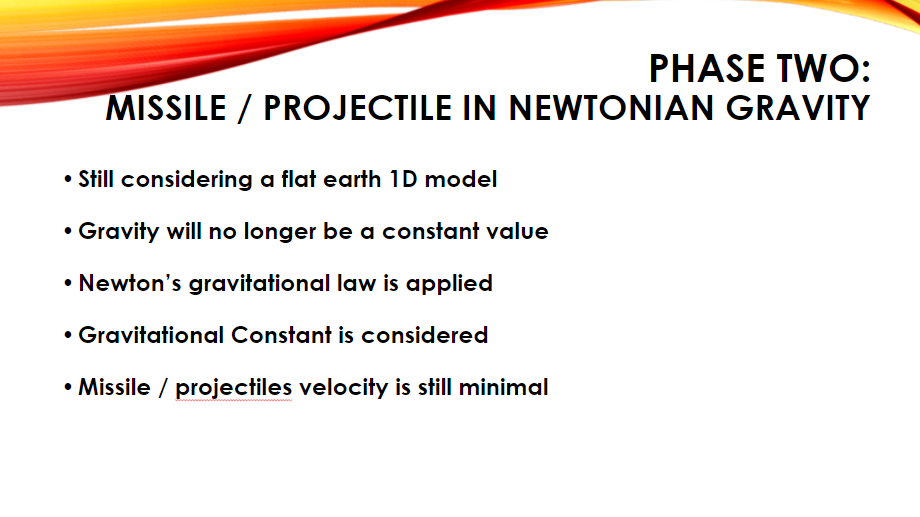 PHASE TWO:
MISSILE / PROJECTILE IN NEWTONIAN GRAVITY
• Still considering a flat earth 1D model
• Gravity will no longer be a constant value
• Newton’s gravitational law is applied
• Gravitational Constant is considered
• Missile / projectiles velocity is still minimal